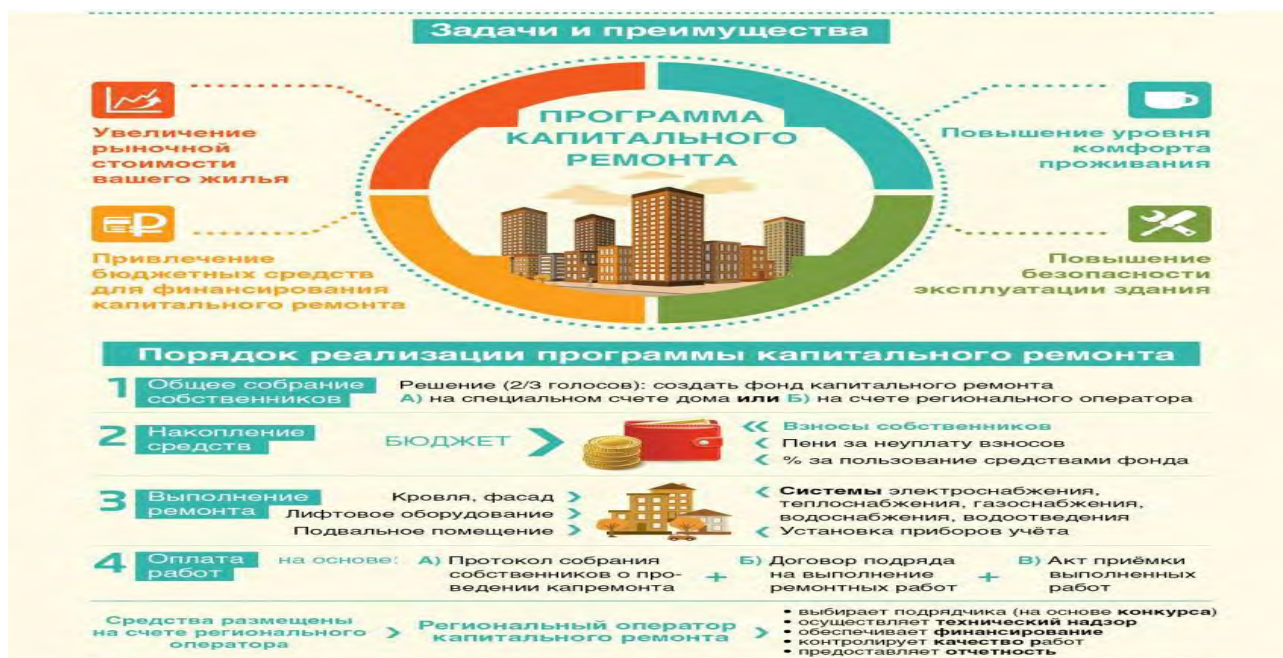 Задачи и преимущества
ПРОГРАММА
КАПИТАЛЬНОГО
РЕМОНТА
Увеличение
рыночной
стоимости
вашего жилья
Повышение уровня
комфорта
проживания
Привлечение
бюджетных средств
для финансирования
капитального ремонта
Повышение
безопасности
эксплуатации здания
Порядок реализации программы капитального ремонта
1 Общее собрание
собственников
Решение (2/3 голосов): создать фонд капитального ремонта
А) на специальном счете дома или Б) на счете регионального оператора
2 Накопление
средств
БЮДЖЕТ
Взносы собственников
Пени за неуплату взносов
% за пользование средствами фонда
3 Выполнение
ремонта
Кровля, фасад
Лифтовое оборудование
Подвальное помещение
Системы электроснабжения,
теплоснабжения, газоснабжения,
водоснабжения, водоотведения
Установка приборов учёта
4 Оплата
работ
на основе:
А) Протокол собрания
собственников о про-
ведении капремонта
+
Б) Договор подряда
на выполнение
ремонтных работ
+
В) Акт приёмки
выполненных
работ
Средства размещены
на счете регионального
оператора
Региональный оператор
капитального ремонта
• выбирает подрядчика (на основе конкурса)
• осуществляет технический надзор
• обеспечивает финансирование
• контролирует качество работ
• предоставляет отчетность